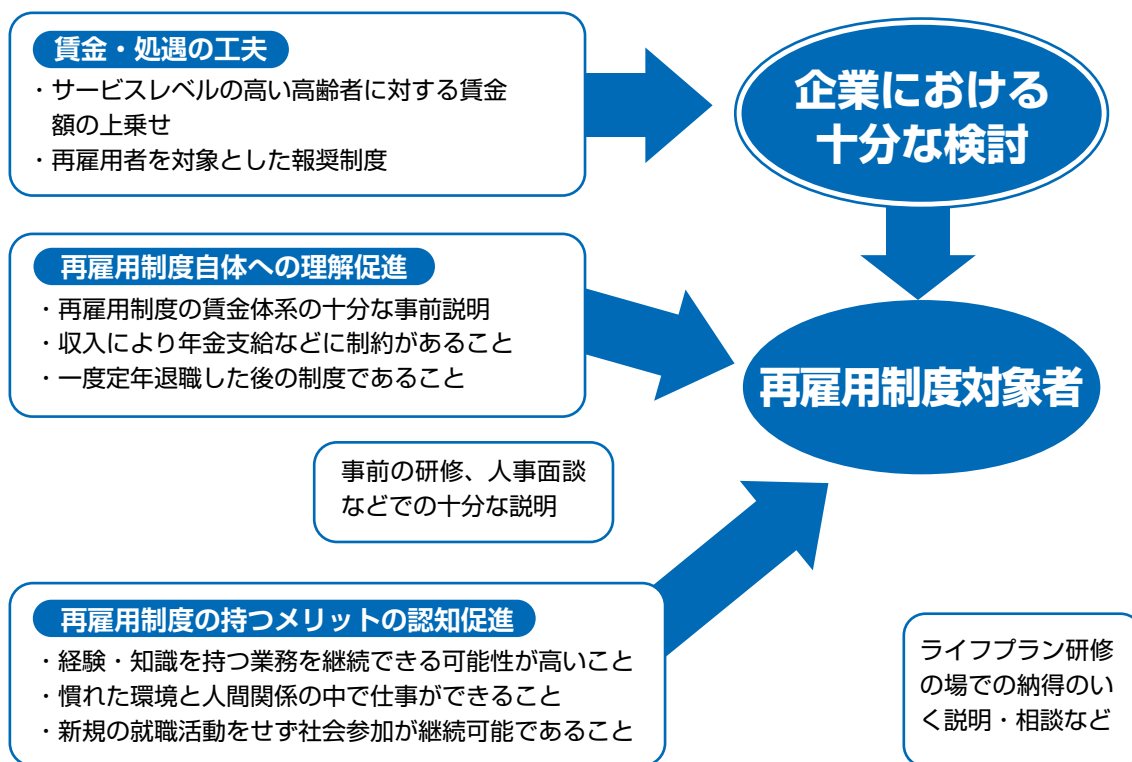 賃金・処遇の工夫
・サービスレベルの高い高齢者に対する賃金
額の上乗せ
・再雇用者を対象とした報奨制度
企業における
十分な検討
再雇用制度自体への理解促進
・再雇用制度の賃金体系の十分な事前説明
・収入により年金支給などに制約があること
・一度定年退職した後の制度であること
再雇用制度対象者
事前の研修、人事面談
などでの十分な説明
再雇用制度の持つメリットの認知促進
・経験・知識を持つ業務を継続できる可能性が高いこと
・慣れた環境と人間関係の中で仕事ができること
・新規の就職活動をせず社会参加が継続可能であること
ライフプラン研修
の場での納得のい
く説明・相談など